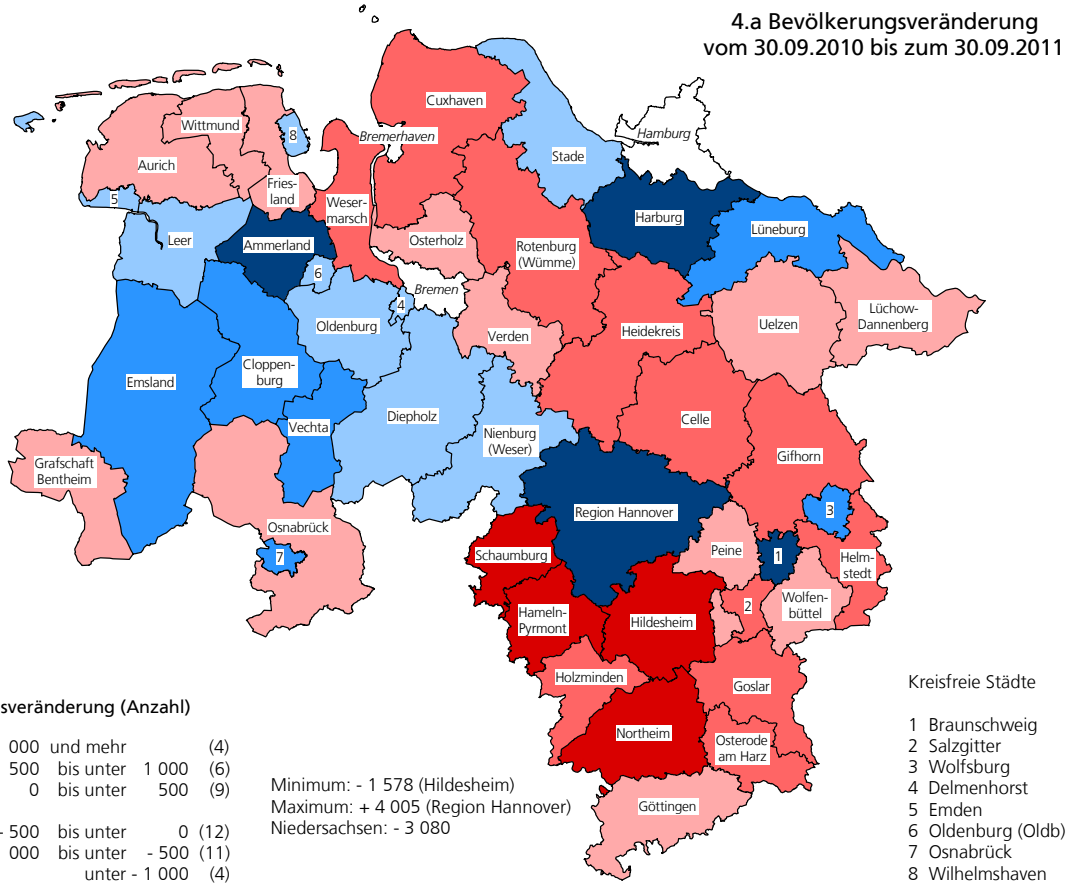 4.a Bevölkerungsveränderung
vom 30.09.2010 bis zum 30.09.2011
Cuxhaven
Wittmund
Bremerhaven
Hamburg
8
Aurich
Stade
Fries-
land
5
Weser-
marsch
Harburg
Lüneburg
Leer
Ammerland
Osterholz
Rotenburg
(Wümme)
6
Bremen
4
Oldenburg
Lüchow-
Dannenberg
Uelzen
Heidekreis
Verden
Emsland
Cloppen-
burg
Diepholz
Celle
Vechta
Nienburg
(Weser)
Gifhorn
Grafschaft
Bentheim
Region Hannover
3
Osnabrück
Peine
7
Schaumburg
1
Helm-
stedt
Wolfen-
büttel
2
Hameln-
Pyrmont
Hildesheim
Holzminden
Goslar
Northeim
Osterode
am Harz
Göttingen
sveränderung (Anzahl)
000 und mehr (4)
500 bis unter 1 000 (6)
0 bis unter 500 (9)
- 500 bis unter 0 (12)
000 bis unter - 500 (11)
unter - 1 000 (4)
Minimum: - 1 578 (Hildesheim)
Maximum: + 4 005 (Region Hannover)
Niedersachsen: - 3 080
Kreisfreie Städte
1 Braunschweig
2 Salzgitter
3 Wolfsburg
4 Delmenhorst
5 Emden
6 Oldenburg (Oldb)
7 Osnabrück
8 Wilhelmshaven